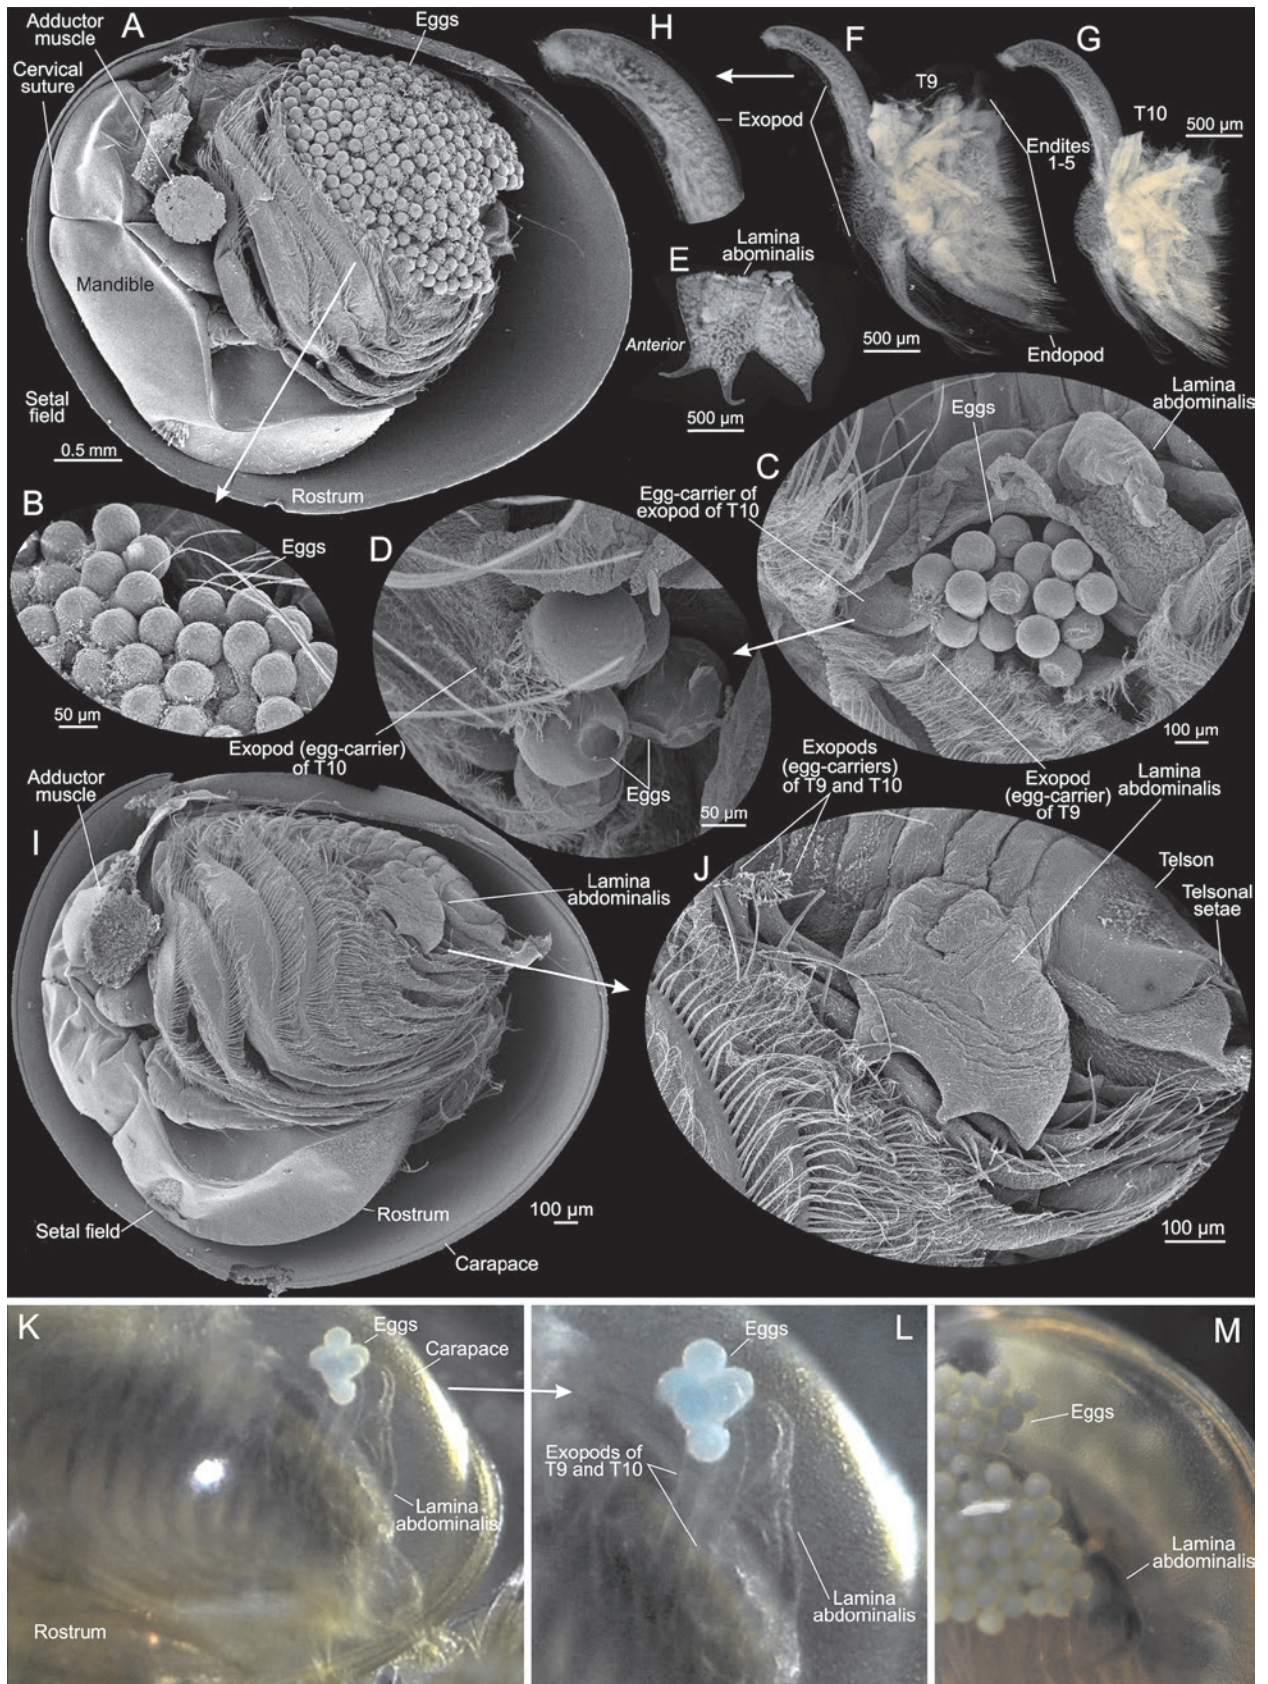 A
Adductor
muscle
Cervical
suture
Eggs
Mandible
Setal
field
0.5 mm
Rostrum
H
Exopod
F
T9
G
T10
500 µm
Endites
1-5
500 µm
Endopod
E
Lamina
abominalis
Anterior
500 µm
B
Eggs
50 µm
C
Eggs
Lamina
abdominalis
Egg-carrier of
exopod of T10
100 µm
Exopod
(egg-carrier)
of T9
D
Exopod (egg-carrier)
of T10
Eggs
50 µm
I
Adductor
muscle
Lamina
abdominalis
Setal field
Rostrum
Carapace
100 µm
J
Exopods
(egg-carriers)
of T9 and T10
Lamina
abdominalis
Telson
Telsonal
setae
100 µm
K
Eggs
Carapace
Lamina
abdominalis
Rostrum
L
Eggs
Exopods of
T9 and T10
Lamina
abdominalis
M
Eggs
Lamina
abdominalis